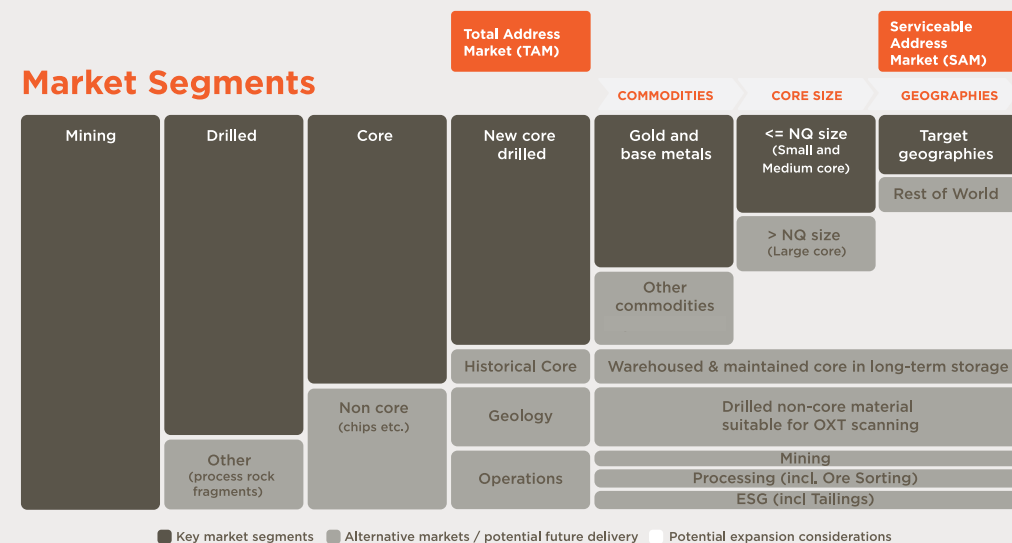 Total Address
Market (TAM)
Serviceable
Address
Market (SAM)
Market Segments
COMMODITIES
CORE SIZE
GEOGRAPHIES
Mining
Drilled
Core
New core
drilled
Gold and
base metals
<= NQ size
(Small and
Medium core)
Target
geographies
Rest of World
> NQ size
(Large core)
Other
commodities
Historical Core
Warehoused & maintained core in long-term storage
Non core
(chips etc.)
Geology
Drilled non-core material
suitable for OXT scanning
Other
(process rock
fragments)
Operations
Mining
Processing (incl. Ore Sorting)
ESG (incl Tailings)
Key market segments
Alternative markets / potential future delivery
Potential expansion considerations